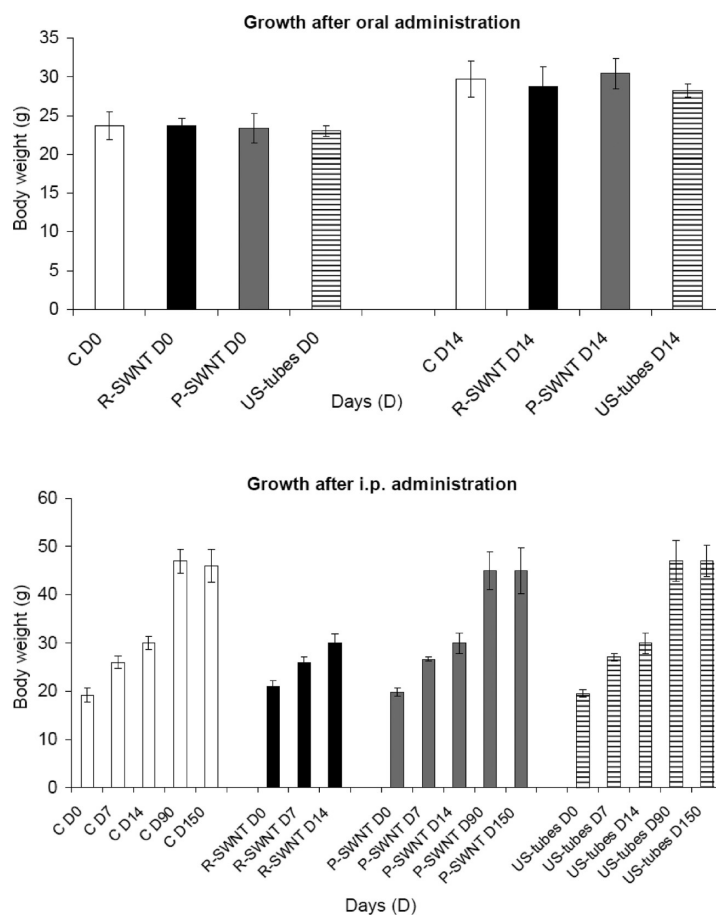 Growth after oral administration
Body weight (g)
35
30
25
20
15
10
5
0
C D0
R-SWNT D0
P-SWNT D0
US-tubes D0
C D14
R-SWNT D14
P-SWNT D14
US-tubes D14
Days (D)
Growth after i.p. administration
Body weight (g)
60
50
40
30
20
10
0
C D0
C D7
C D14
C D90
C D150
R-SWNT D0
R-SWNT D7
R-SWNT D14
P-SWNT D0
P-SWNT D7
P-SWNT D14
P-SWNT D90
P-SWNT D150
US-tubes D0
US-tubes D7
US-tubes D14
US-tubes D90
US-tubes D150
Days (D)